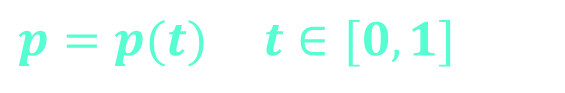 p = p(t) t ∈ [0, 1]